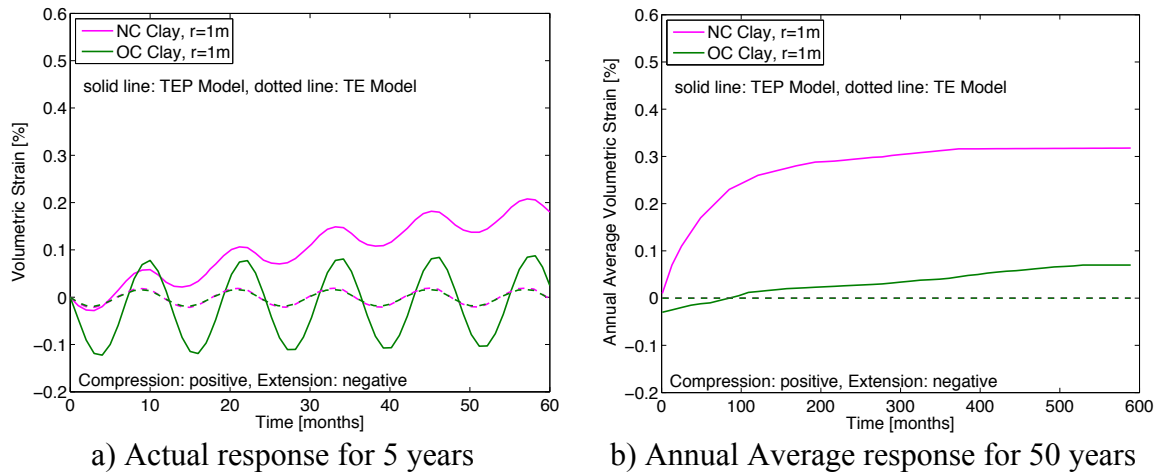 0.6
0.5
0.4
0.3
0.2
0.1
0
−0.1
−0.2
Volumetric Strain [%]
NC Clay, r=1m
OC Clay, r=1m
solid line: TEP Model, dotted line: TE Model
Compression: positive, Extension: negative
0 10 20 30 40 50 60
Time [months]
a) Actual response for 5 years
0.6
0.5
0.4
0.3
0.2
0.1
0
−0.1
−0.2
Annual Average Volumetric Strain [%]
NC Clay, r=1m
OC Clay, r=1m
solid line: TEP Model, dotted line: TE Model
Compression: positive, Extension: negative
0 100 200 300 400 500 600
Time [months]
b) Annual Average response for 50 years